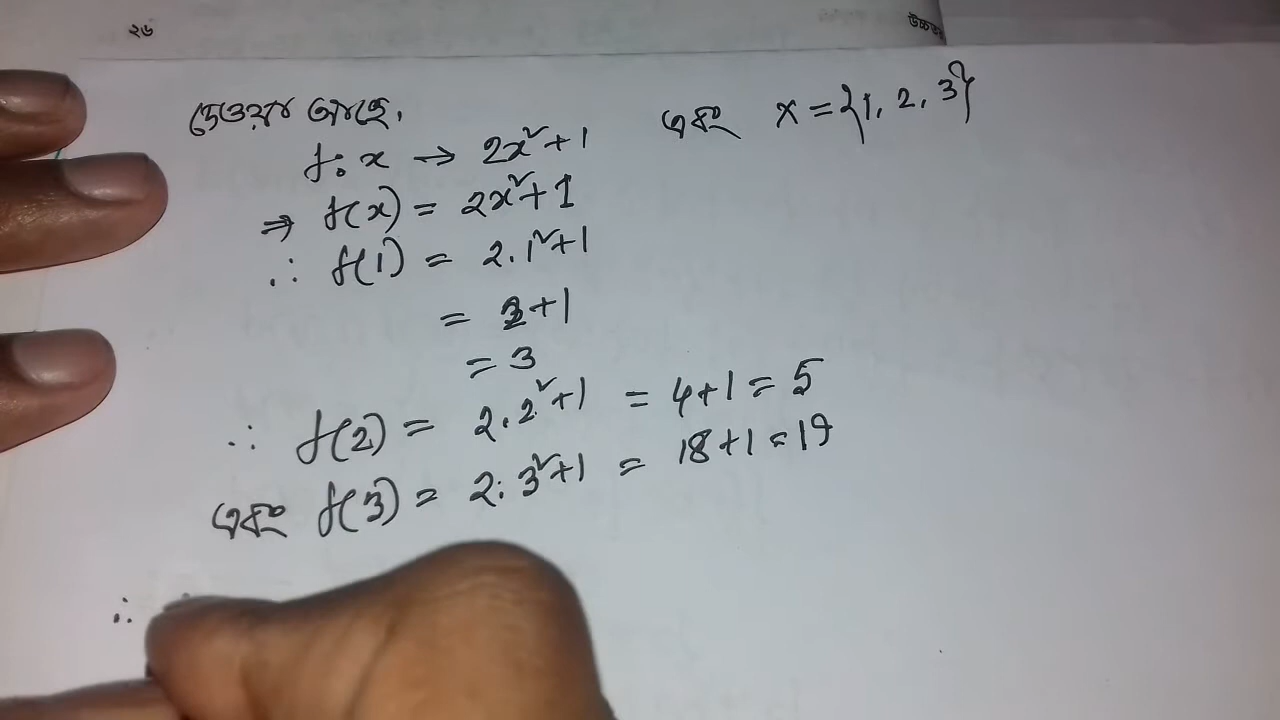 ২৬
দেওয়া আছে, এবং x = {1, 2, 3}
f: x → 2x²+1
⇒ f(x) = 2x²+1
∴ f(1) = 2.1²+1
= 2+1
= 3
∴ f(2) = 2.2²+1 = 4+1 = 5
এবং f(3) = 2.3²+1 = 18+1 = 19
∴